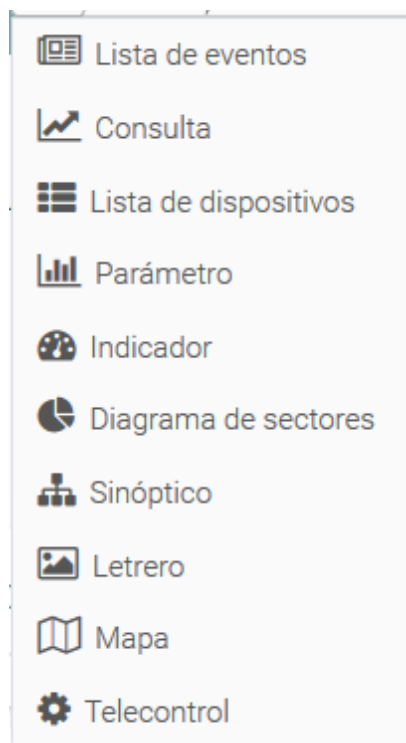 Lista de eventos
Consulta
Lista de dispositivos
Parámetro
Indicador
Diagrama de sectores
Sinóptico
Letrero
Mapa
Telecontrol